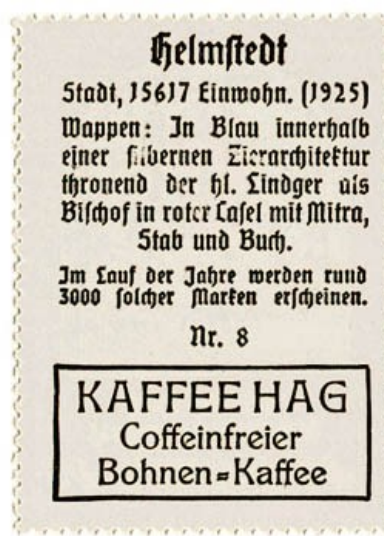 Helmstedt
Stadt, 15617 Einwohn. (1925)
Wappen: In Blau innerhalb
einer silbernen Zierarchitektur
thronend der hl. Lindger als
Bischof in roter Casel mit Mitra,
Stab und Buch.
Im Lauf der Jahre werden rund
3000 solcher Marken erscheinen.
Nr. 8
KAFFEE HAG
Coffeinfreier
Bohnen=Kaffee